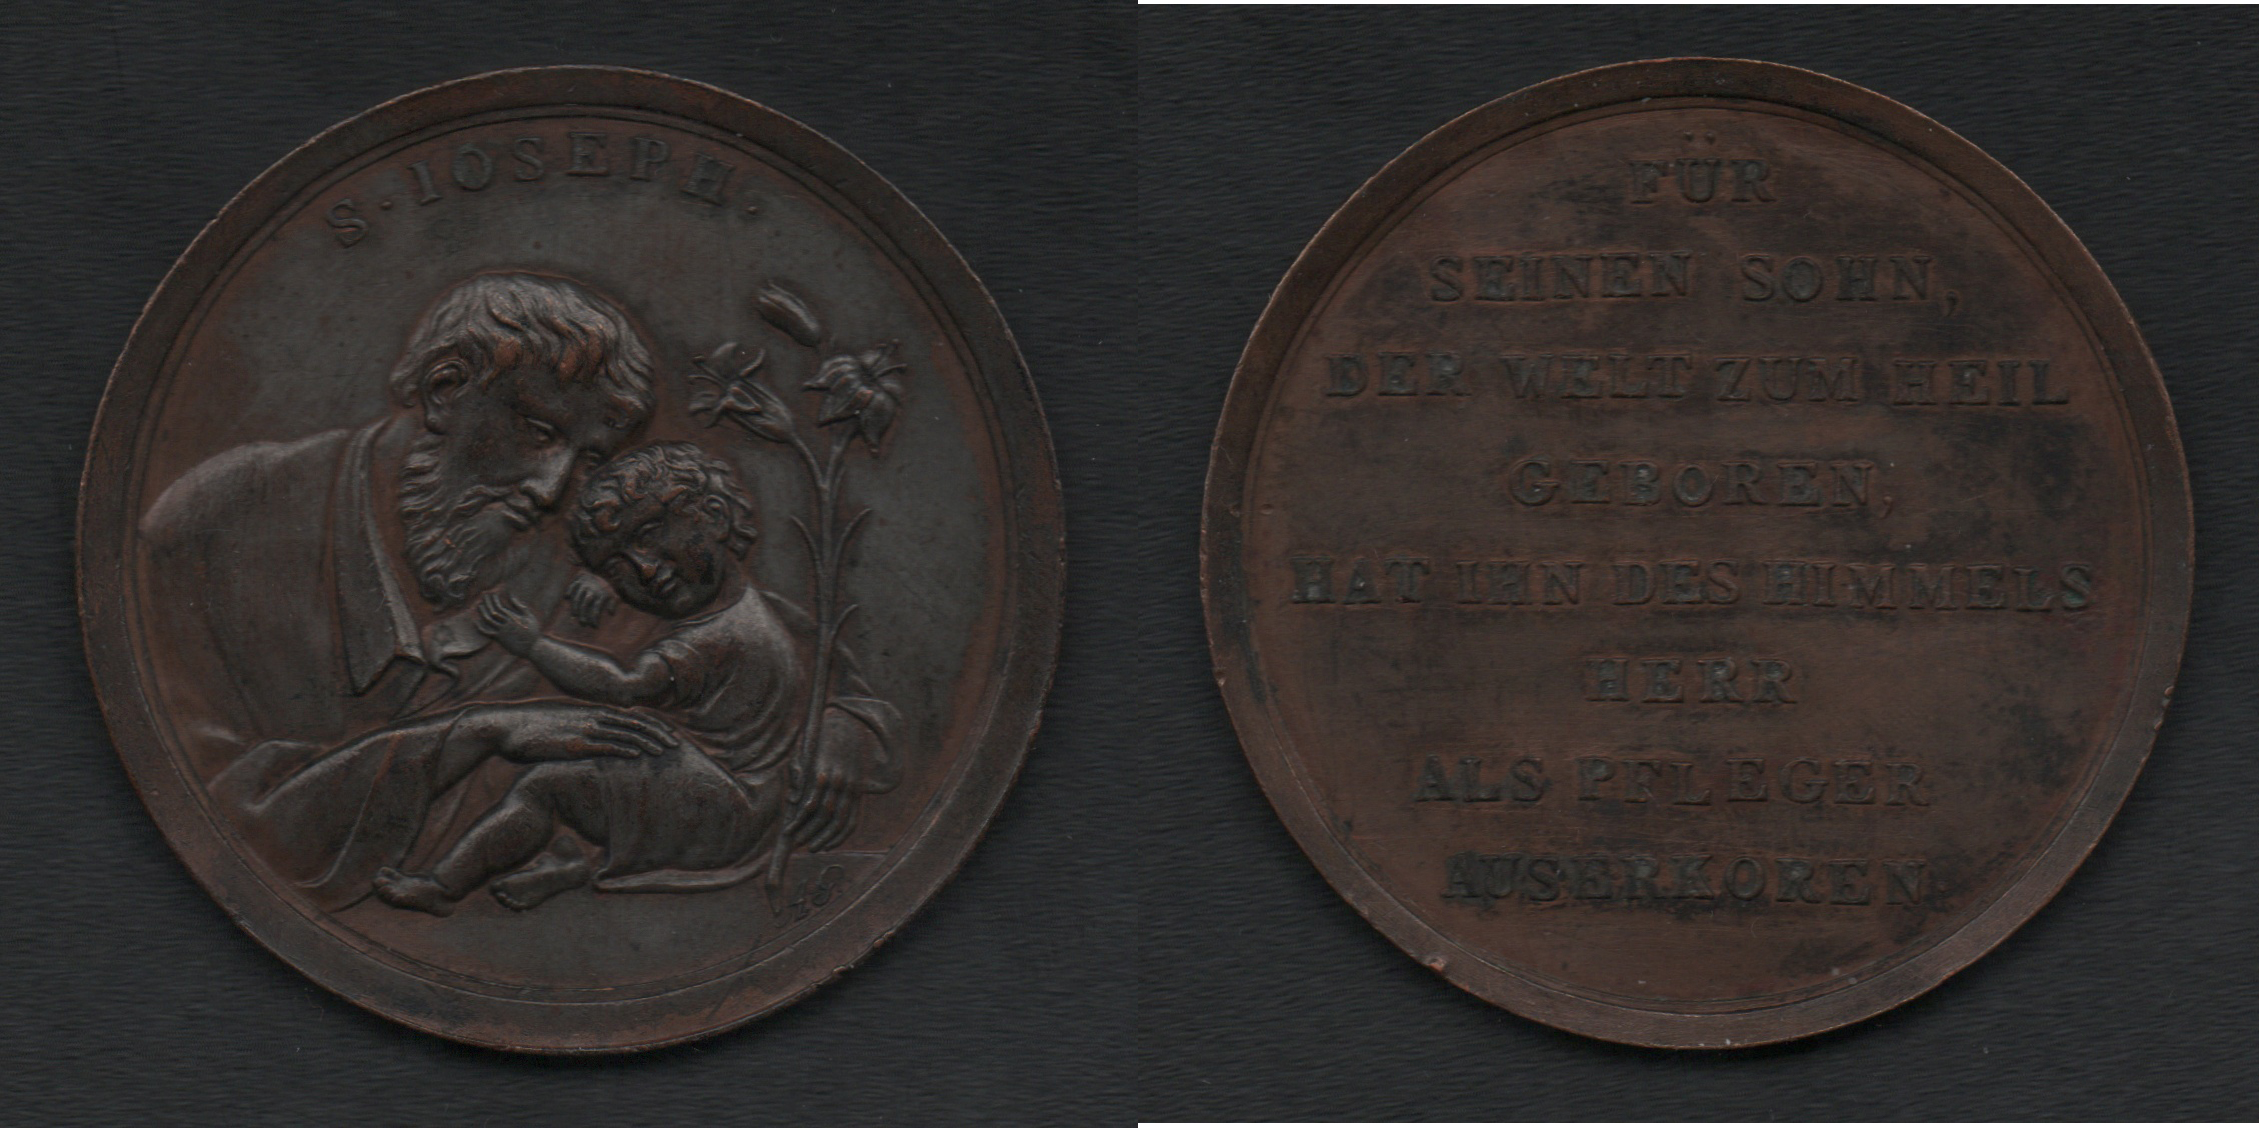 S · IOSEPH ·
FÜR
SEINEN SOHN,
DER WELT ZUM HEIL
GEBOREN,
HAT IHN DES HIMMELS
HERR
ALS PFLEGER
AUSERKOREN